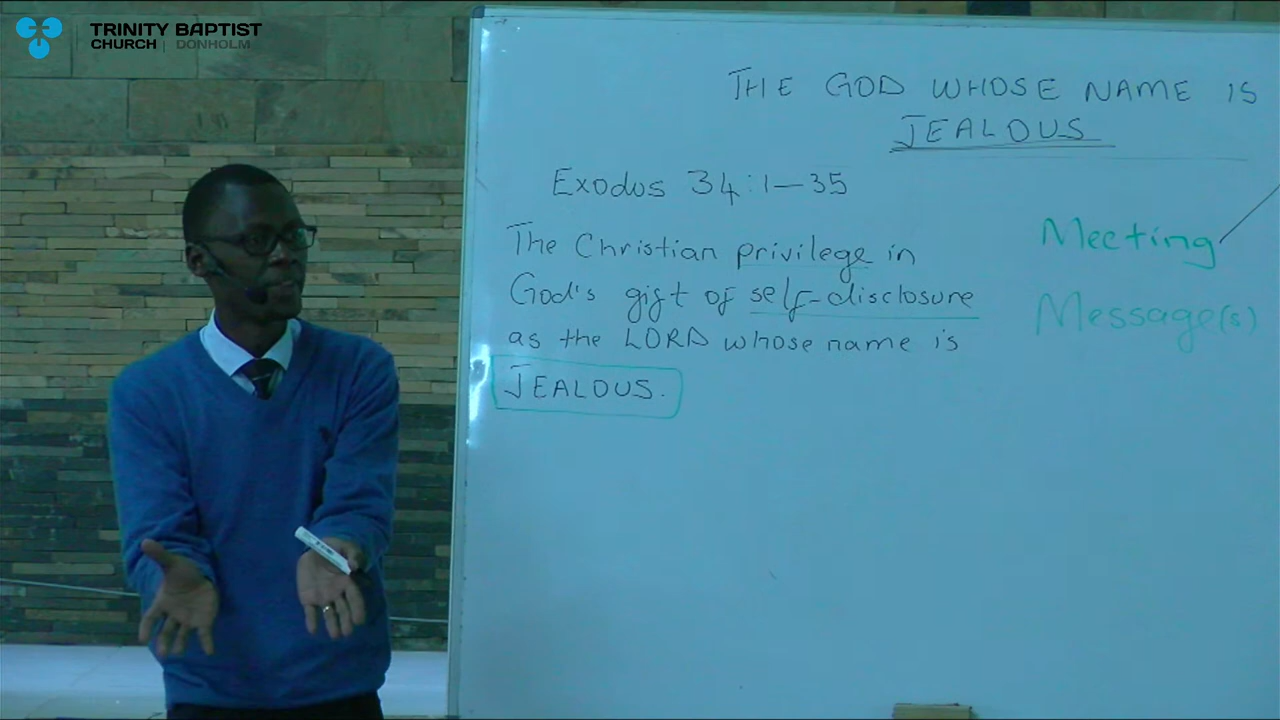 TRINITY BAPTIST
CHURCH | DONHOLM
THE GOD WHOSE NAME IS
JEALOUS
Exodus 34:1–35
The Christian privilege in
God's gift of self-disclosure
as the LORD whose name is
JEALOUS.
Meeting
Message(s)